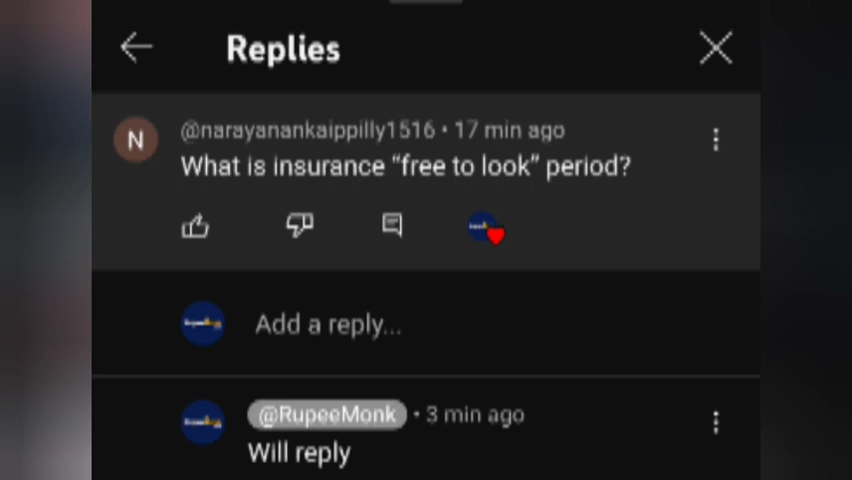 Replies
N
@narayanankaippilly1516 • 17 min ago
What is insurance “free to look” period?
Add a reply...
@RupeeMonk • 3 min ago
Will reply